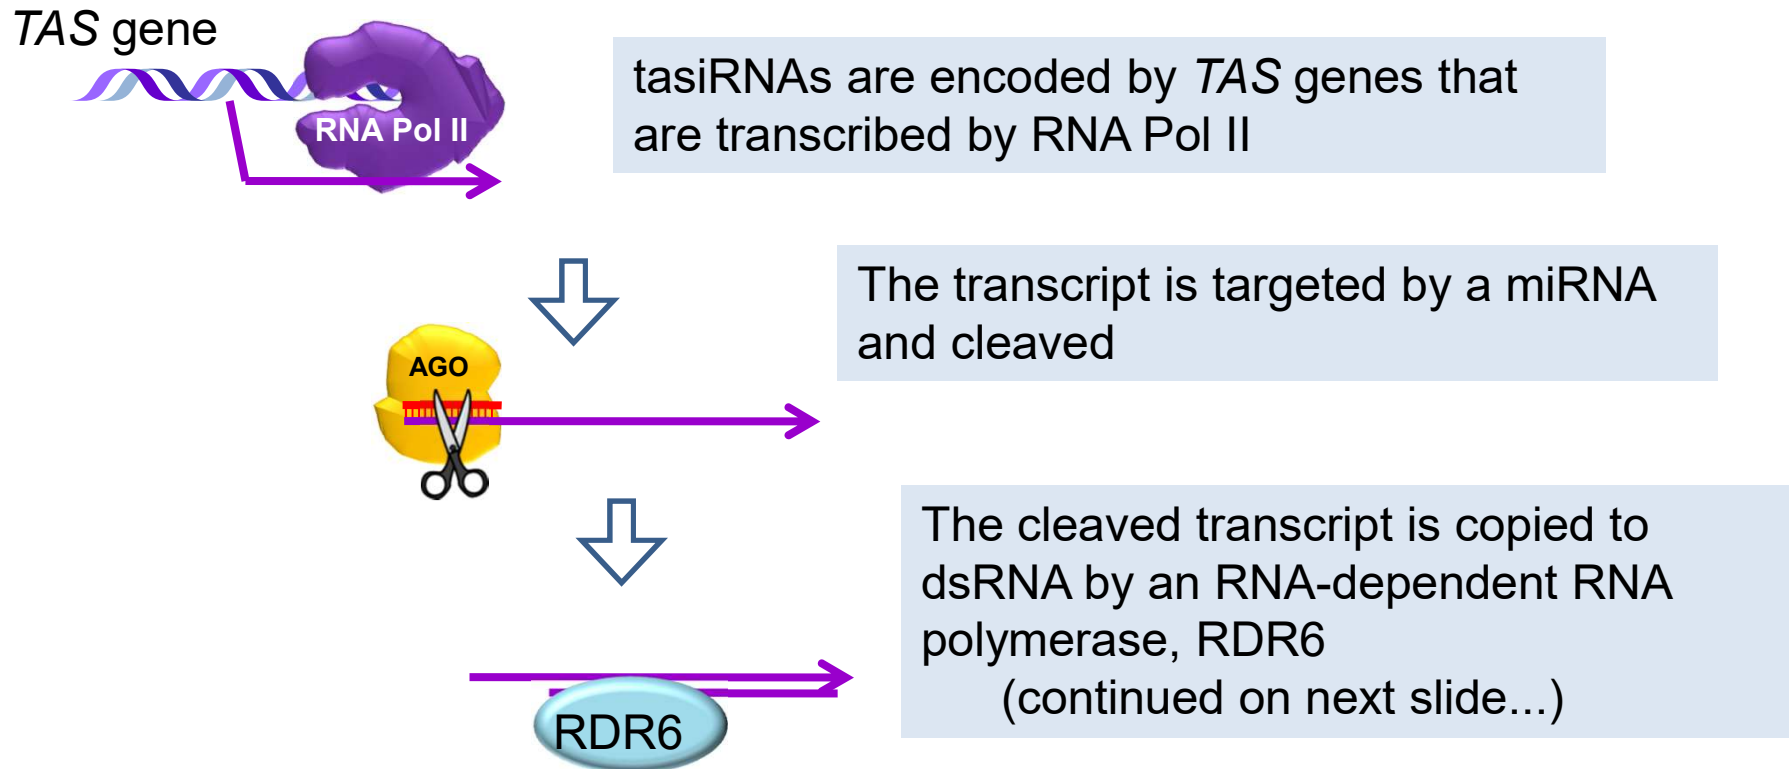 TAS gene
RNA Pol II
tasiRNAs are encoded by TAS genes that
are transcribed by RNA Pol II
The transcript is targeted by a miRNA
and cleaved
AGO
The cleaved transcript is copied to
dsRNA by an RNA-dependent RNA
polymerase, RDR6
(continued on next slide...)
RDR6